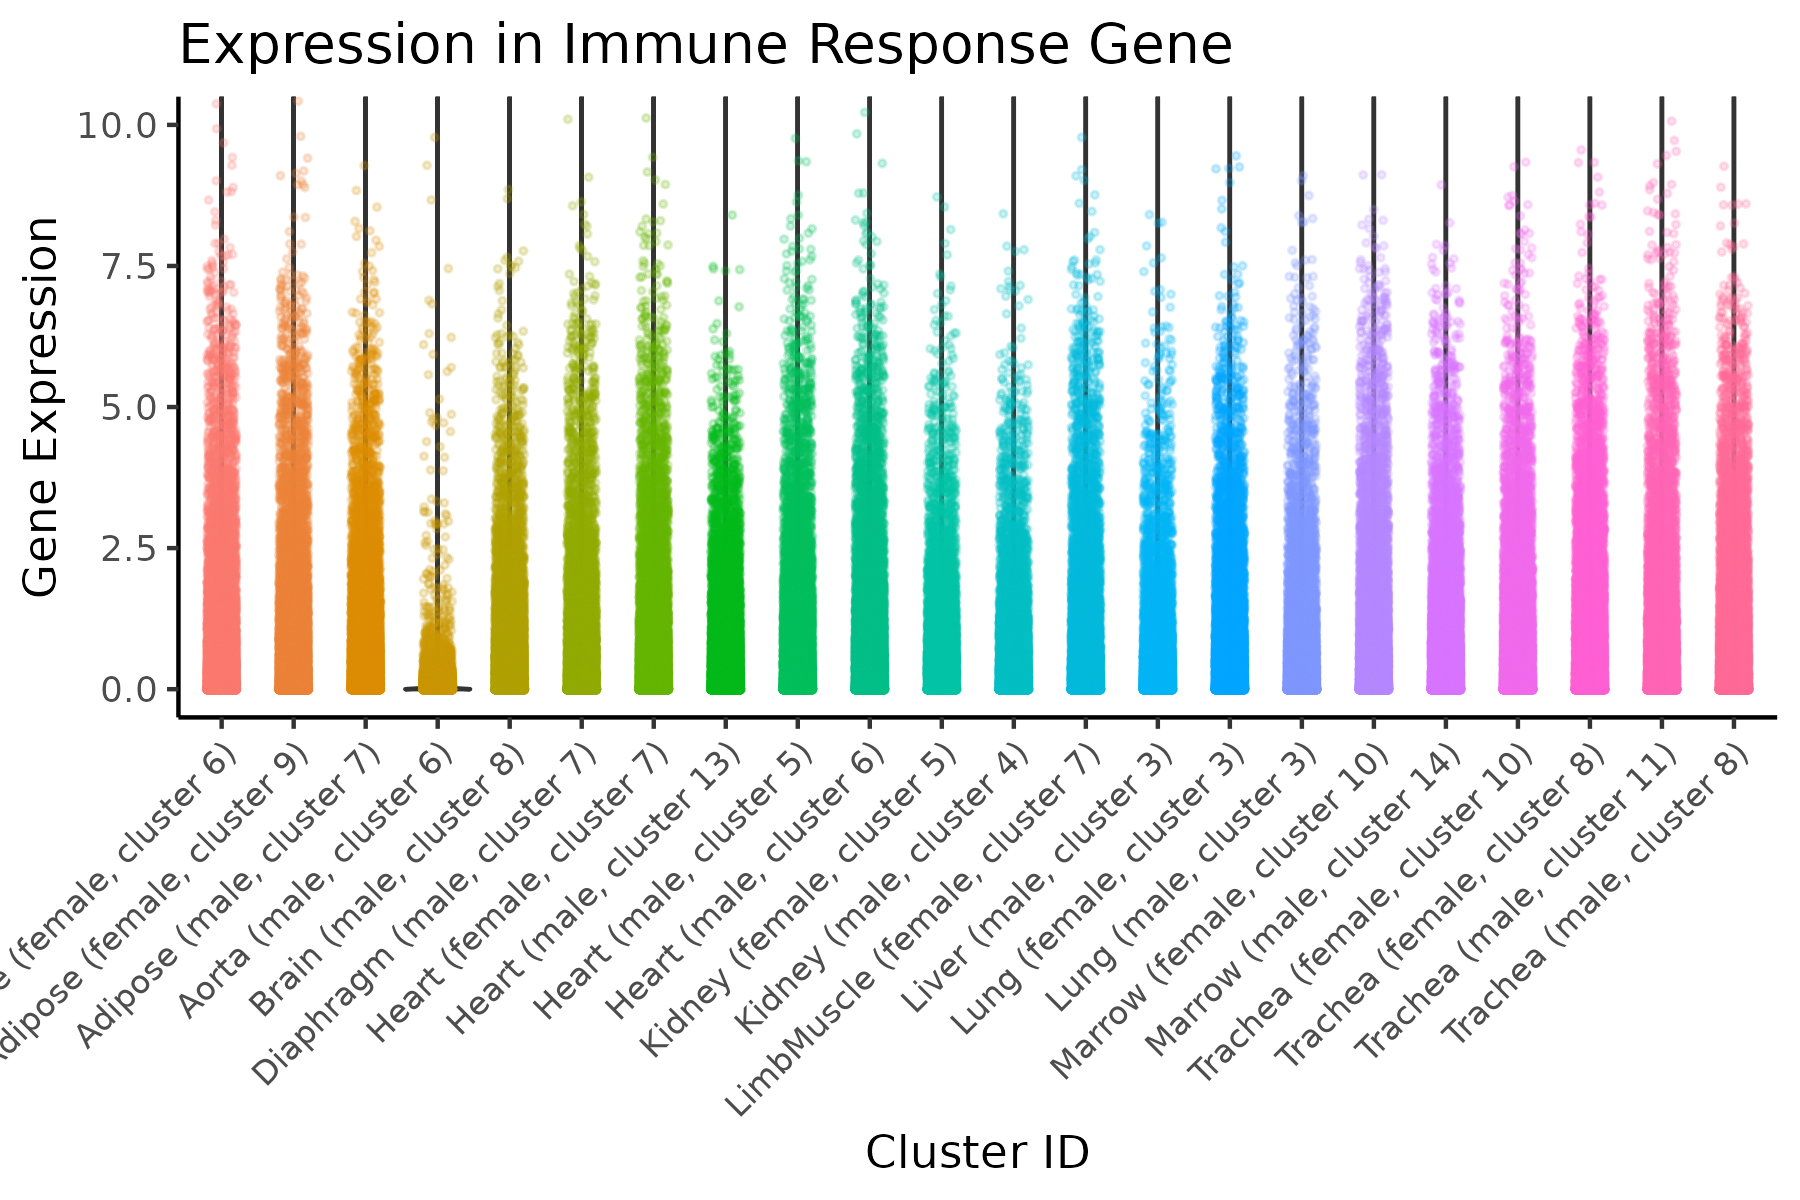 Expression in Immune Response Gene
Gene Expression
10.0
7.5
5.0
2.5
0.0
(female, cluster 6)
(female, cluster 9)
Adipose (male, cluster 7)
Aorta (male, cluster 6)
Brain (male, cluster 8)
Diaphragm (male, cluster 7)
Heart (female, cluster 7)
Heart (male, cluster 13)
Heart (male, cluster 5)
Heart (male, cluster 6)
Kidney (female, cluster 5)
Kidney (male, cluster 4)
LimbMuscle (female, cluster 7)
Liver (male, cluster 3)
Lung (female, cluster 3)
Lung (male, cluster 3)
Marrow (female, cluster 10)
Marrow (male, cluster 14)
Trachea (female, cluster 10)
Trachea (female, cluster 8)
Trachea (male, cluster 11)
Trachea (male, cluster 8)
Cluster ID